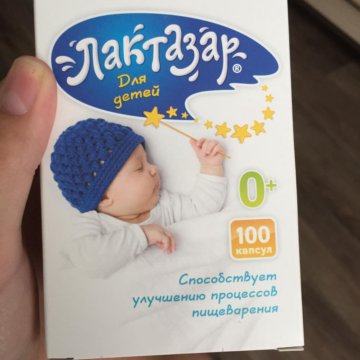 Лактазар®
Для
детей
0+
100
капсул
Способствует
улучшению процессов
пищеварения